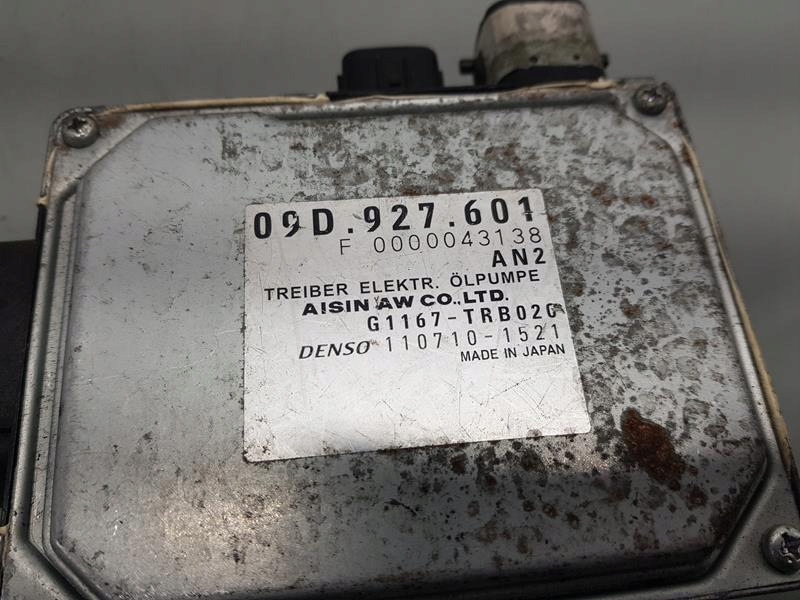 09D.927.601
F 0000043138
AN2
TREIBER ELEKTR. ÖLPUMPE
AISIN AW CO.,LTD.
G1167-TRB02G
DENSO 110710-1521
MADE IN JAPAN